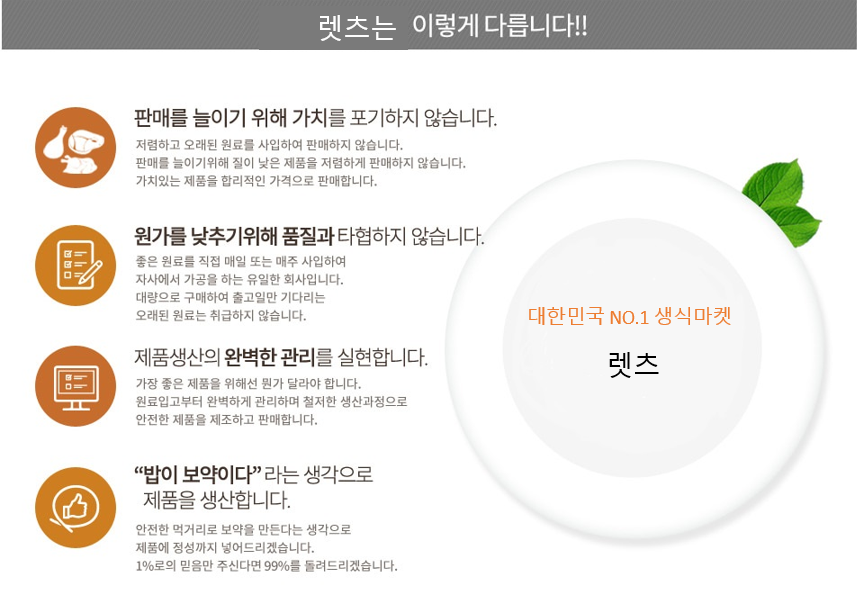 렛츠는 이렇게 다릅니다!!
판매를 늘이기 위해 가치를 포기하지 않습니다.
저렴하고 오래된 원료를 사입하여 판매하지 않습니다.
판매를 늘이기위해 질이 낮은 제품을 저렴하게 판매하지 않습니다.
가치있는 제품을 합리적인 가격으로 판매합니다.
원가를 낮추기위해 품질과 타협하지 않습니다.
좋은 원료를 직접 매일 또는 매주 사입하여
자사에서 가공을 하는 유일한 회사입니다.
대량으로 구매하여 출고일만 기다리는
오래된 원료는 취급하지 않습니다.
제품생산의 완벽한 관리를 실현합니다.
가장 좋은 제품을 위해선 뭔가 달라야 합니다.
원료입고부터 완벽하게 관리하며 철저한 생산과정으로
안전한 제품을 제조하고 판매합니다.
“밥이 보약이다” 라는 생각으로
제품을 생산합니다.
안전한 먹거리로 보약을 만든다는 생각으로
제품에 정성까지 넣어드리겠습니다.
1%로의 믿음만 주신다면 99%를 돌려드리겠습니다.
대한민국 NO.1 생식마켓
렛츠